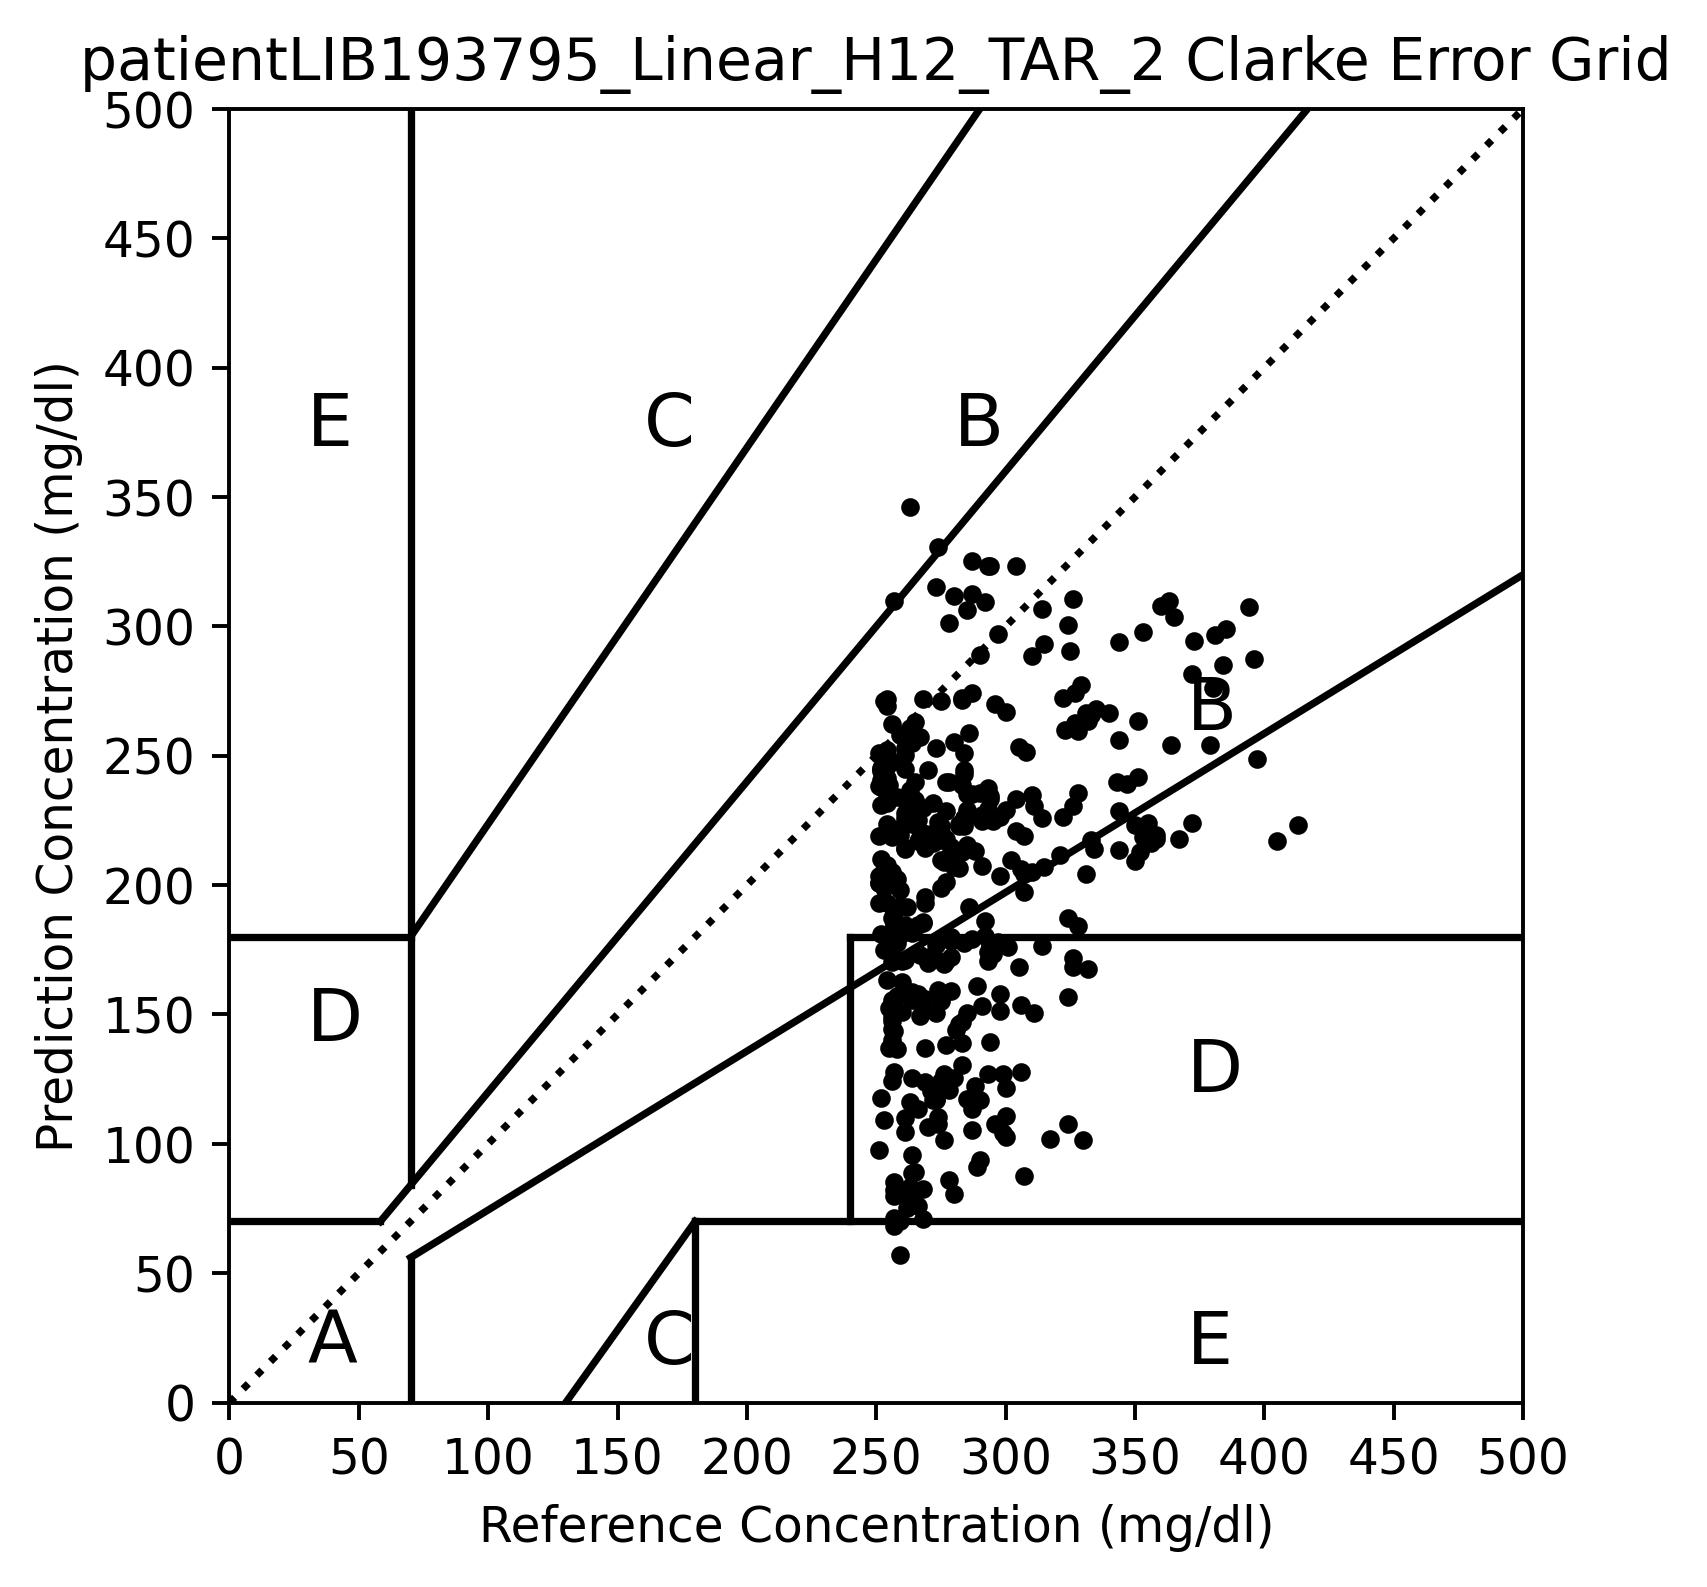 patientLIB193795_Linear_H12_TAR_2 Clarke Error Grid
500
450
400
350
300
250
200
150
100
50
0
Prediction Concentration (mg/dl)
E
C
B
B
D
D
A
C
E
0 50 100 150 200 250 300 350 400 450 500
Reference Concentration (mg/dl)